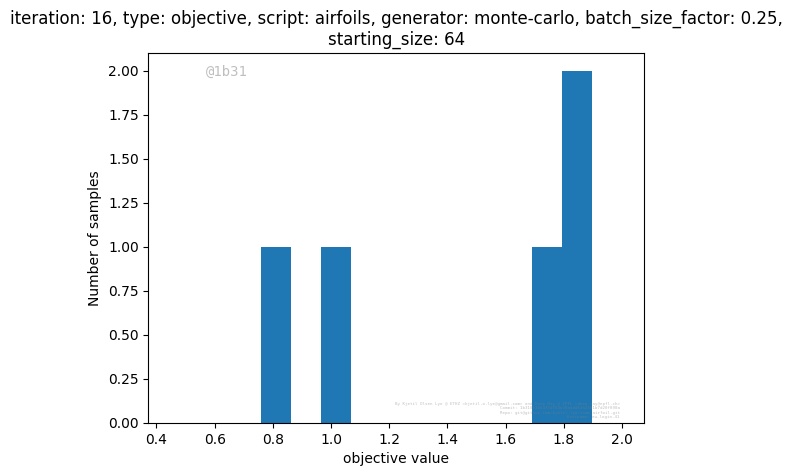 iteration: 16, type: objective, script: airfoils, generator: monte-carlo, batch_size_factor: 0.25,
starting_size: 64
@1b31
2.00
1.75
1.50
1.25
1.00
0.75
0.50
0.25
0.00
Number of samples
0.4 0.6 0.8 1.0 1.2 1.4 1.6 1.8 2.0
objective value